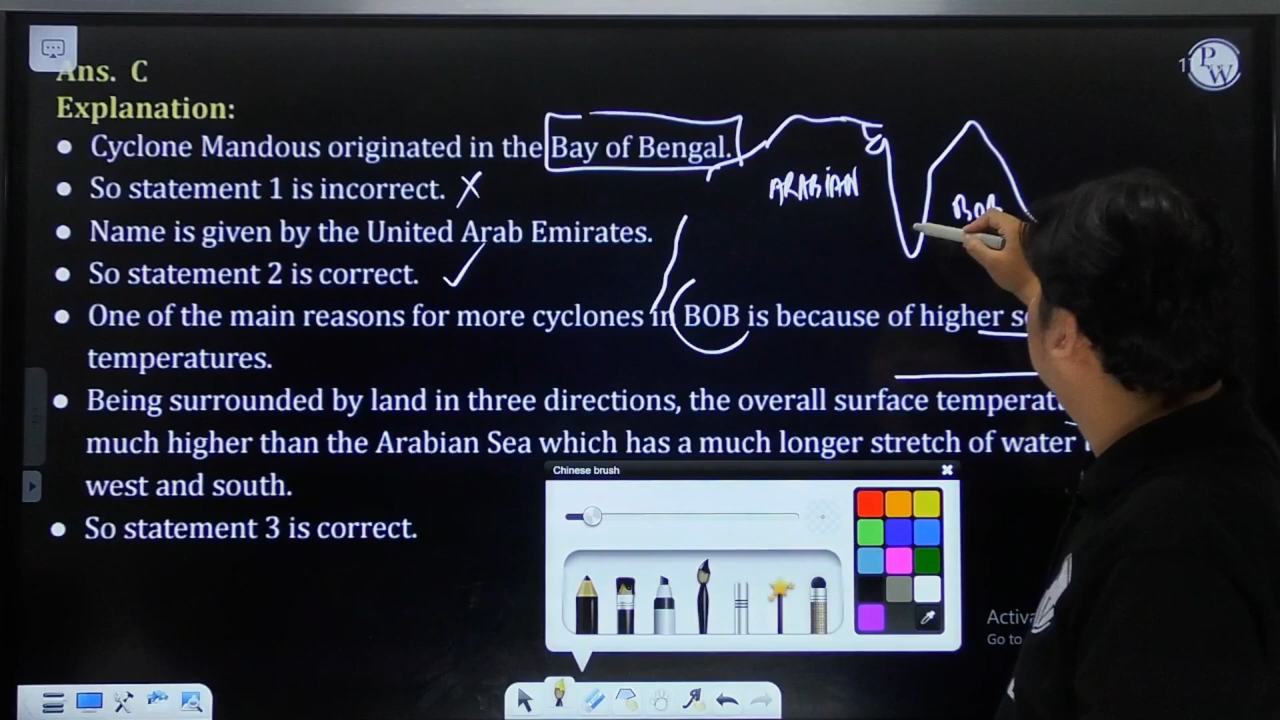 Ans. C
PW
Explanation:
Cyclone Mandous originated in the Bay of Bengal.
ARABIAN
So statement 1 is incorrect. X
BOB
Name is given by the United Arab Emirates.
So statement 2 is correct. ✓
One of the main reasons for more cyclones in BOB is because of higher
temperatures.
Being surrounded by land in three directions, the overall surface
much higher than the Arabian Sea which has a much longer stretch of water
west and south.
So statement 3 is correct.
Chinese brush
Go to